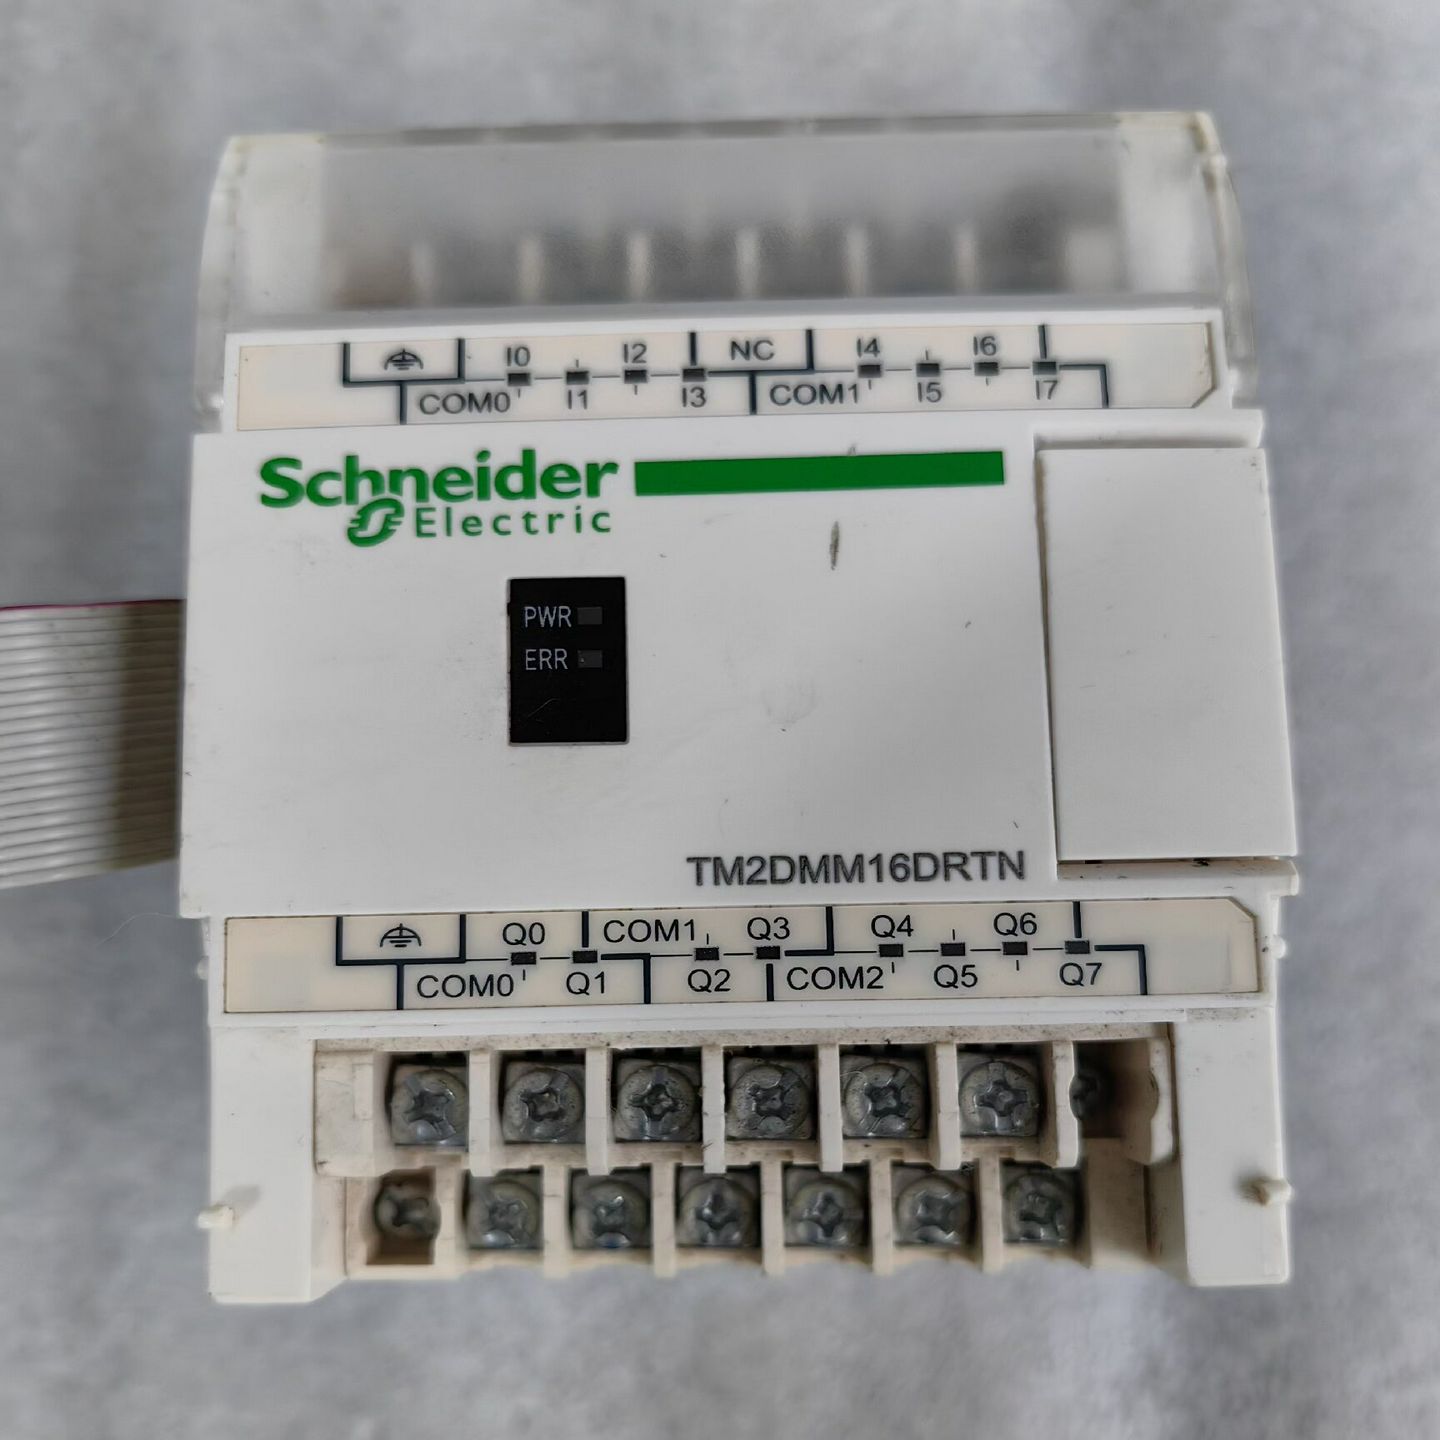 I0 I2 NC I4 I6
COM0 I1 I3 COM1 I5 I7
Schneider
Electric
PWR
ERR
TM2DMM16DRTN
Q0 COM1 Q3 Q4 Q6
COM0 Q1 Q2 COM2 Q5 Q7